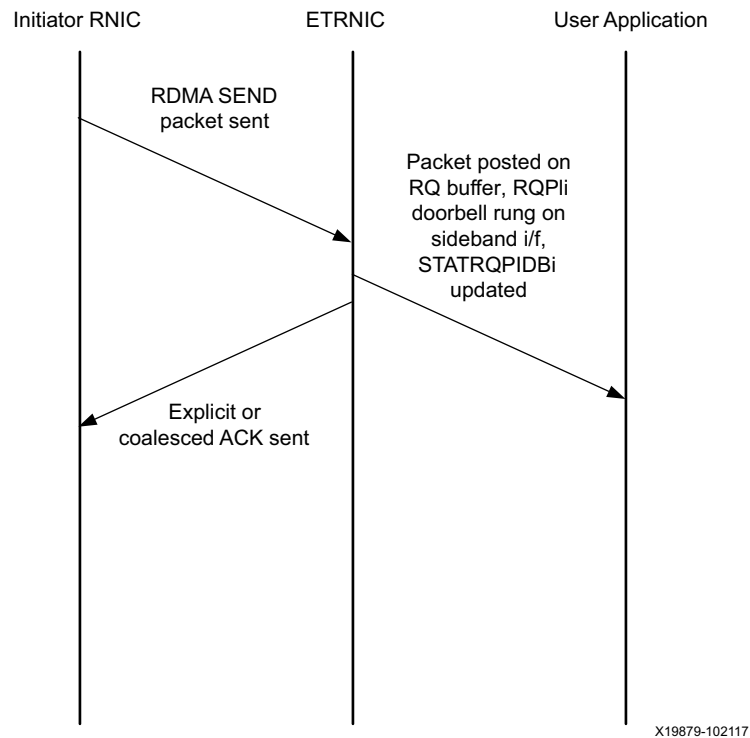 Initiator RNIC
ETRNIC
User Application
RDMA SEND
packet sent
Packet posted on
RQ buffer, RQPIi
doorbell rung on
sideband i/f,
STATRQPIDBi
updated
Explicit or
coalesced ACK sent
X19879-102117